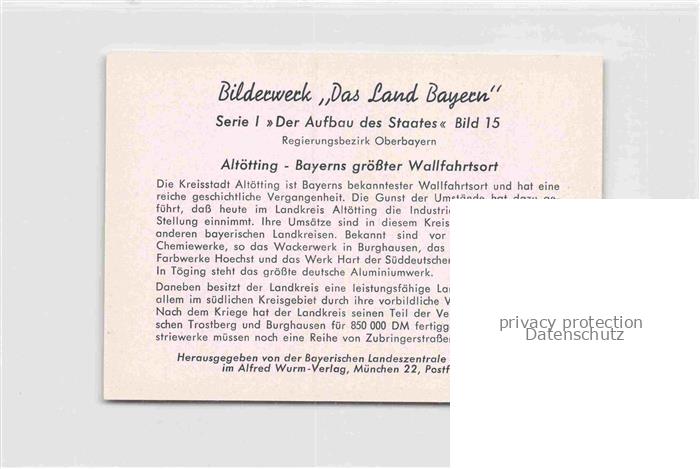 Bilderwerk „Das Land Bayern“
Serie I »Der Aufbau des Staates« Bild 15
Regierungsbezirk Oberbayern
Altötting - Bayerns größter Wallfahrtsort
Die Kreisstadt Altötting ist Bayerns bekanntester Wallfahrtsort und hat eine
reiche geschichtliche Vergangenheit. Die Gunst der Umstände hat dazu ge-
führt, daß heute im Landkreis Altötting die Industrie
Stellung einnimmt. Ihre Umsätze sind in diesem Kreis
anderen bayerischen Landkreisen. Bekannt sind vor
Chemiewerke, so das Wackerwerk in Burghausen, das
Farbwerke Hoechst und das Werk Hart der Süddeutschen
In Töging steht das größte deutsche Aluminiumwerk.
Daneben besitzt der Landkreis eine leistungsfähige
allem im südlichen Kreisgebiet durch ihre vorbildliche
Nach dem Kriege hat der Landkreis seinen Teil der
schen Trostberg und Burghausen für 850 000 DM
striewerke müssen noch eine Reihe von Zubringerstraßen
Herausgegeben von der Bayerischen Landeszentrale
im Alfred Wurm-Verlag, München 22,
privacy protection
Datenschutz